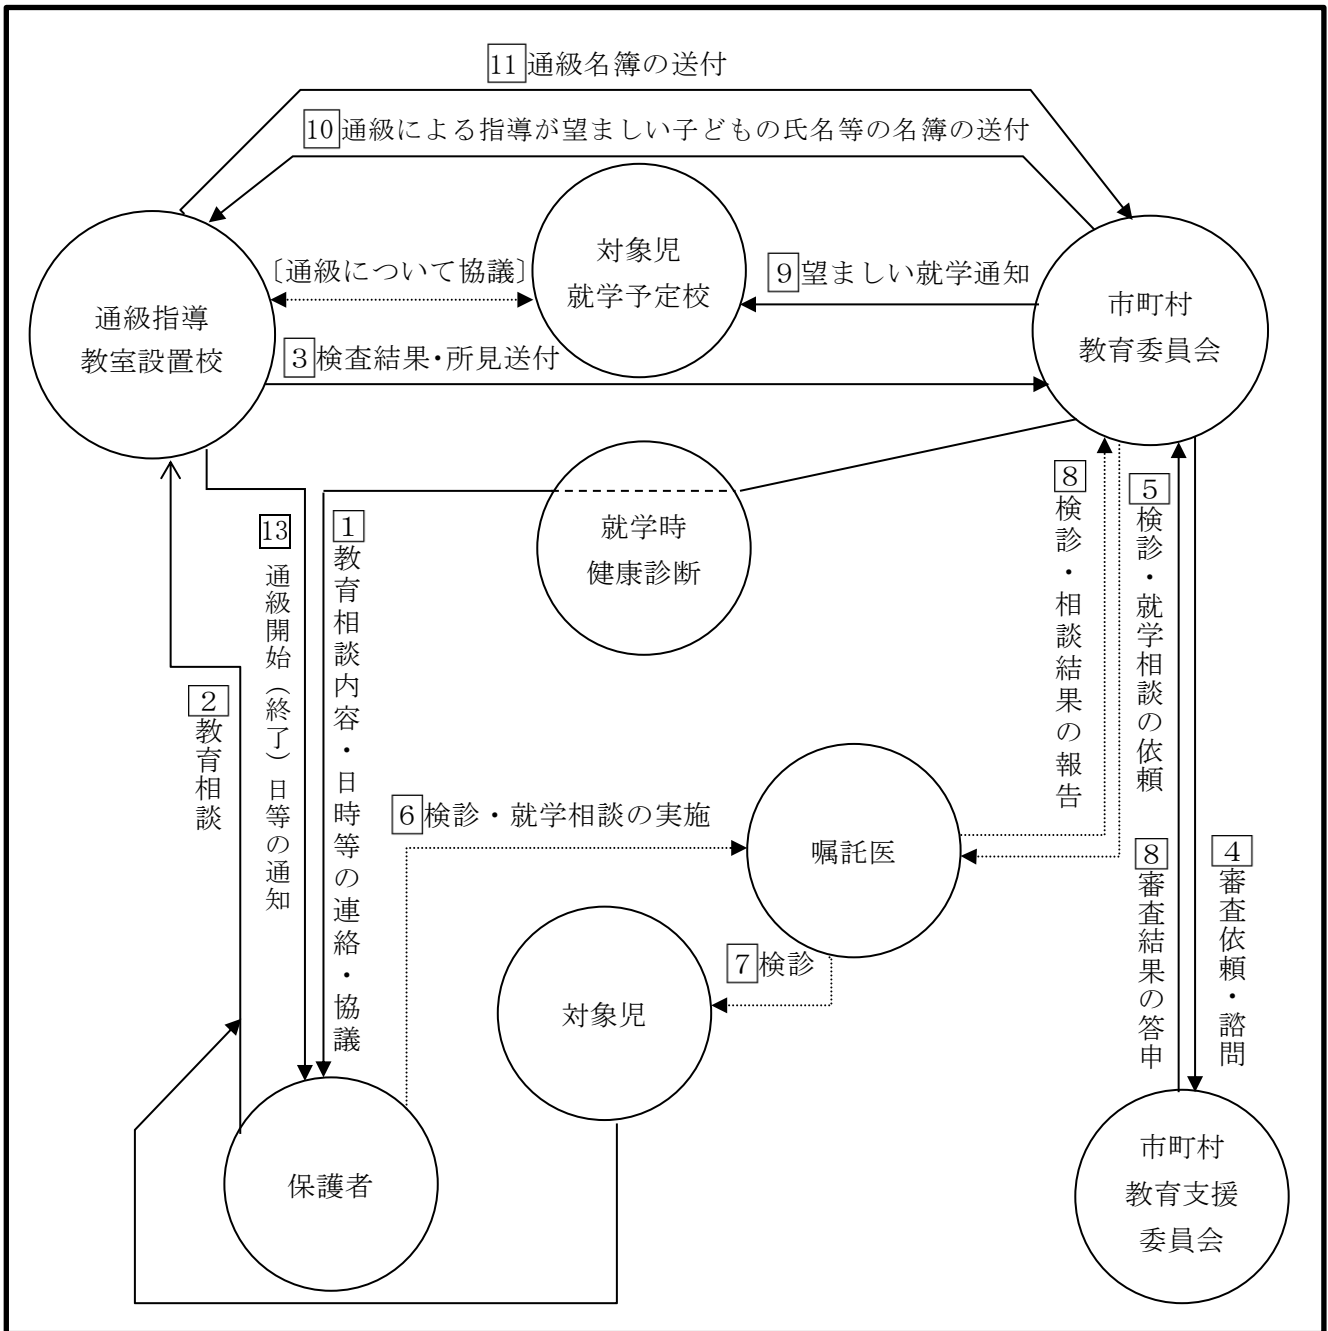 11通級名簿の送付
10通級による指導が望ましい子どもの氏名等の名簿の送付
対象児
就学予定校
〔通級について協議〕
9望ましい就学通知
通級指導
教室設置校
市町村
教育委員会
3検査結果・所見送付
就学時
健康診断
8検診・相談結果の報告
5検診・就学相談の依頼
13通級開始（終了）日等の通知
1教育相談内容・日時等の連絡・協議
2教育相談
6検診・就学相談の実施
嘱託医
8審査結果の答申
4審査依頼・諮問
7検診
対象児
保護者
市町村
教育支援
委員会